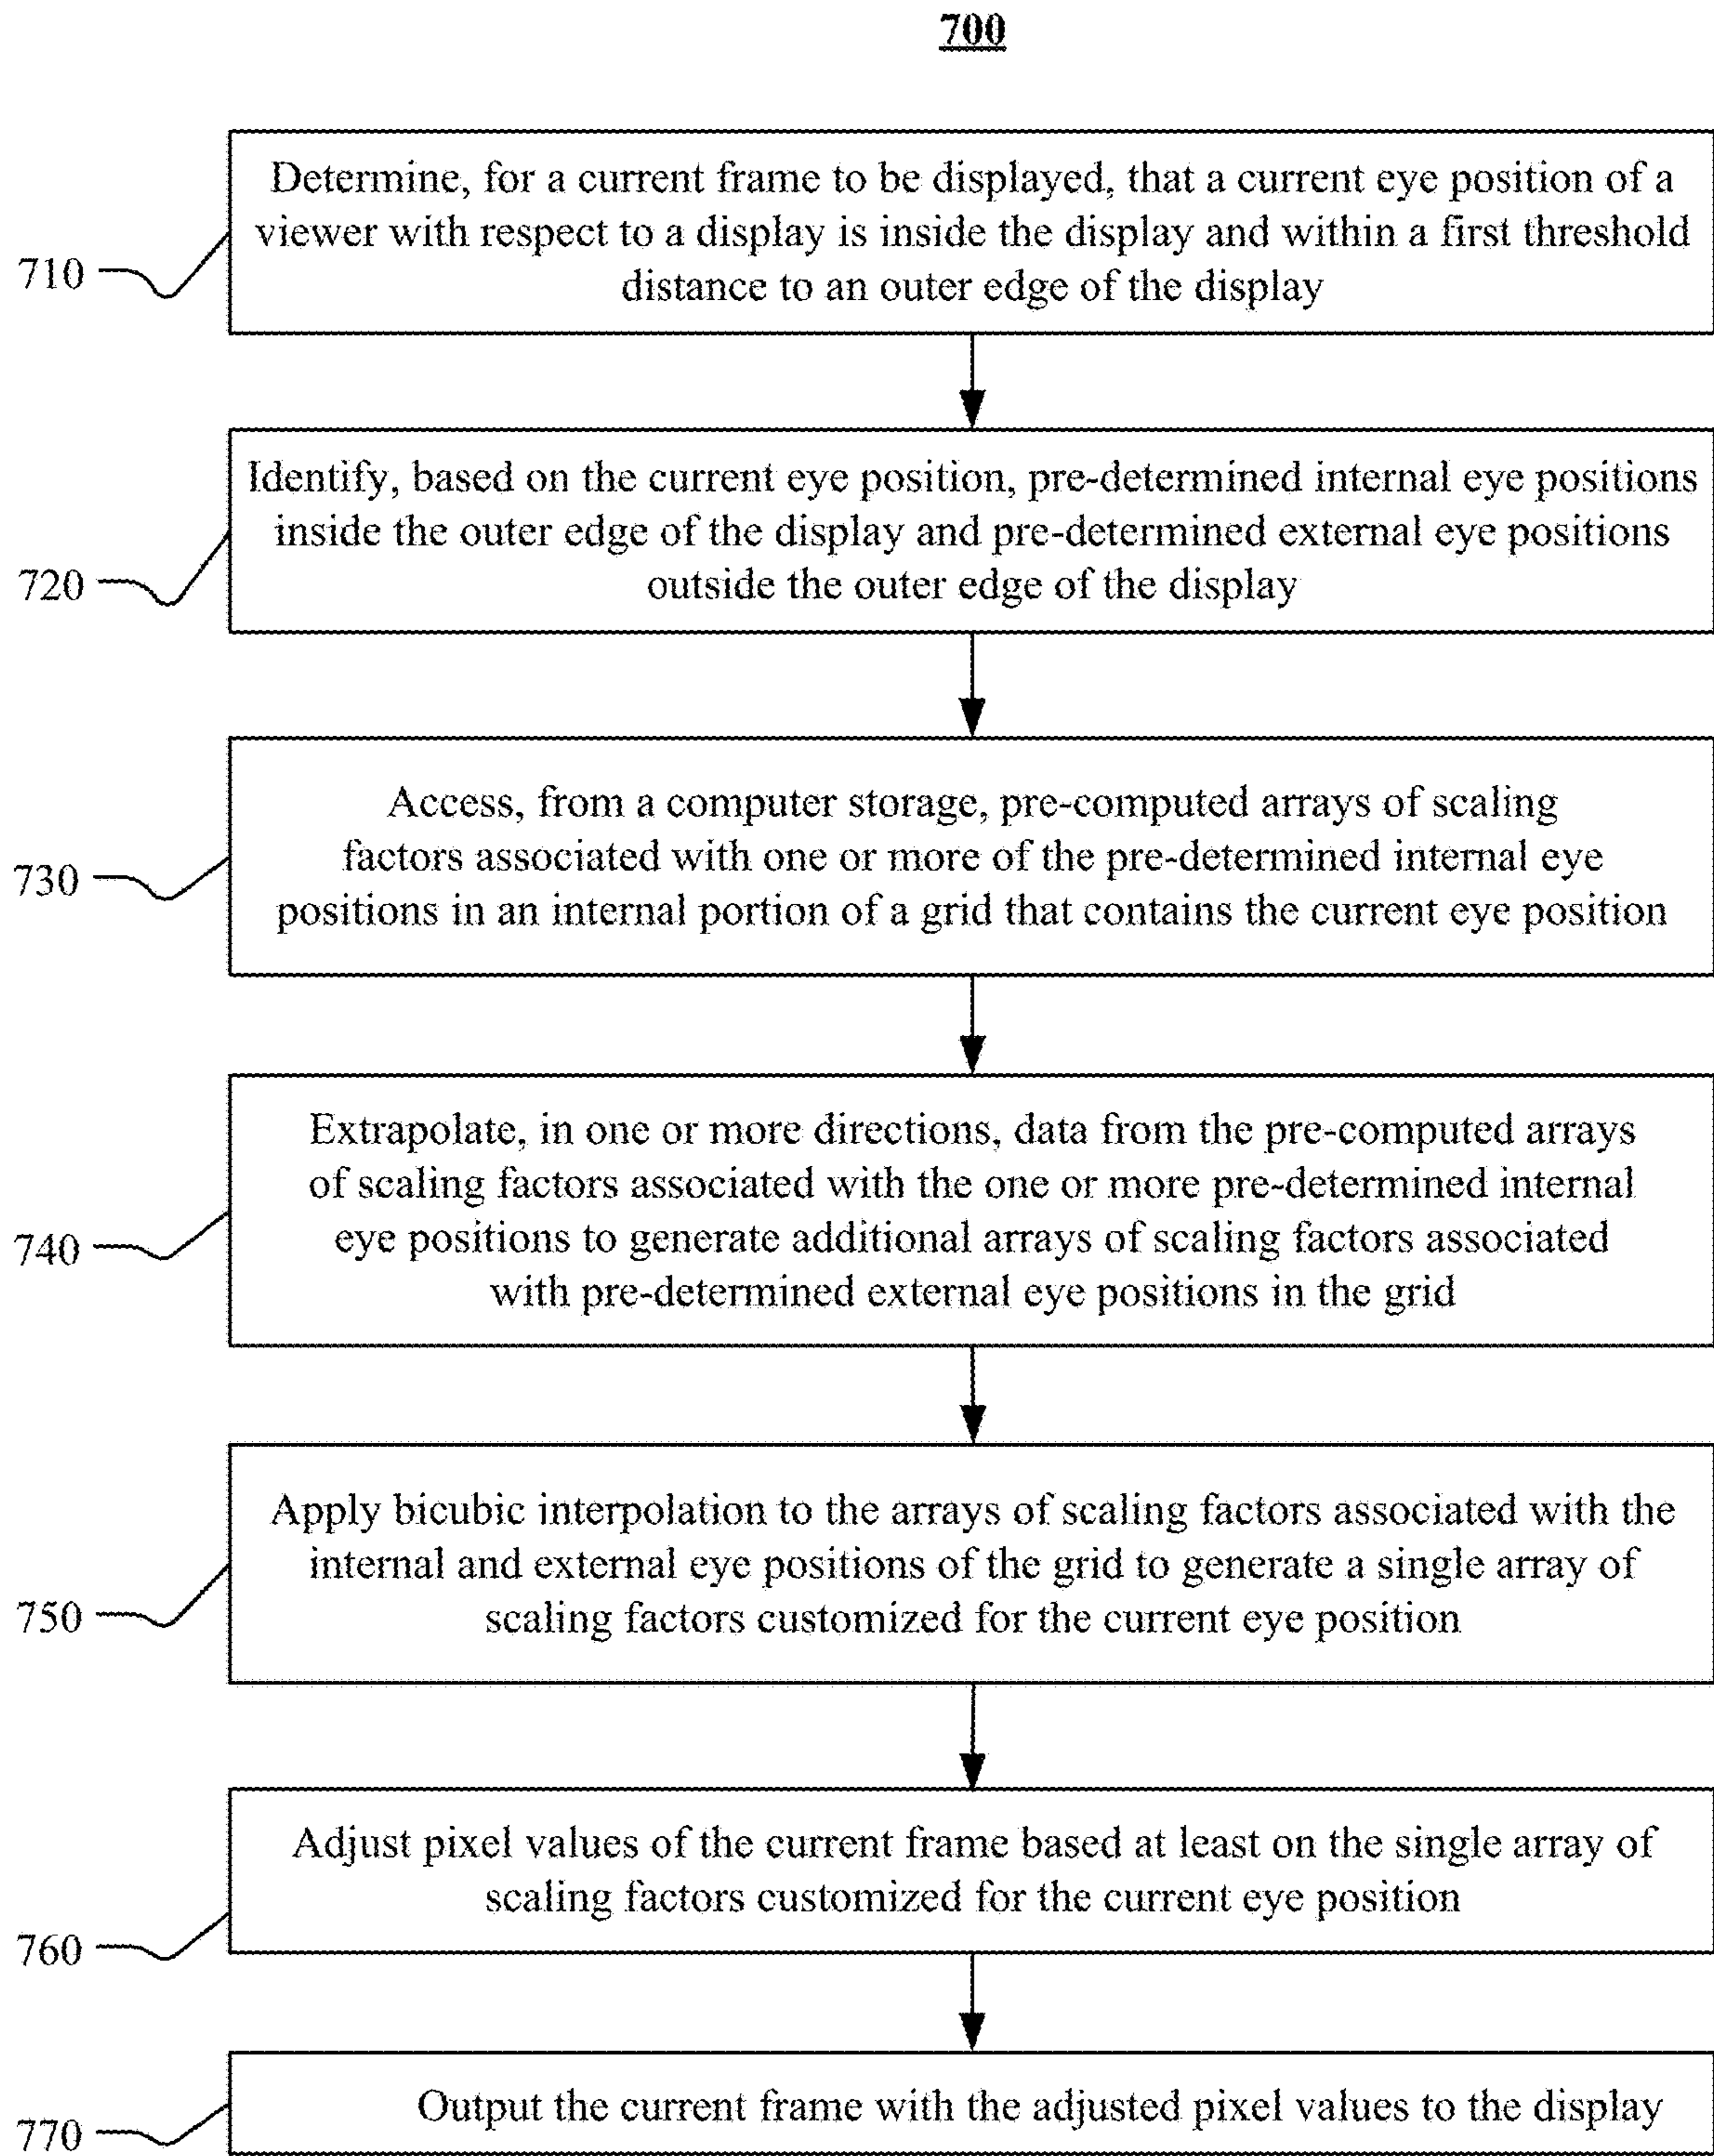 700
Determine, for a current frame to be displayed, that a current eye position of a
viewer with respect to a display is inside the display and within a first threshold
distance to an outer edge of the display
710
Identify, based on the current eye position, pre-determined internal eye positions
inside the outer edge of the display and pre-determined external eye positions
outside the outer edge of the display
720
Access, from a computer storage, pre-computed arrays of scaling
factors associated with one or more of the pre-determined internal eye
positions in an internal portion of a grid that contains the current eye position
730
Extrapolate, in one or more directions, data from the pre-computed arrays
of scaling factors associated with the one or more pre-determined internal
eye positions to generate additional arrays of scaling factors associated
with pre-determined external eye positions in the grid
740
Apply bicubic interpolation to the arrays of scaling factors associated with the
internal and external eye positions of the grid to generate a single array of
scaling factors customized for the current eye position
750
Adjust pixel values of the current frame based at least on the single array of
scaling factors customized for the current eye position
760
Output the current frame with the adjusted pixel values to the display
770